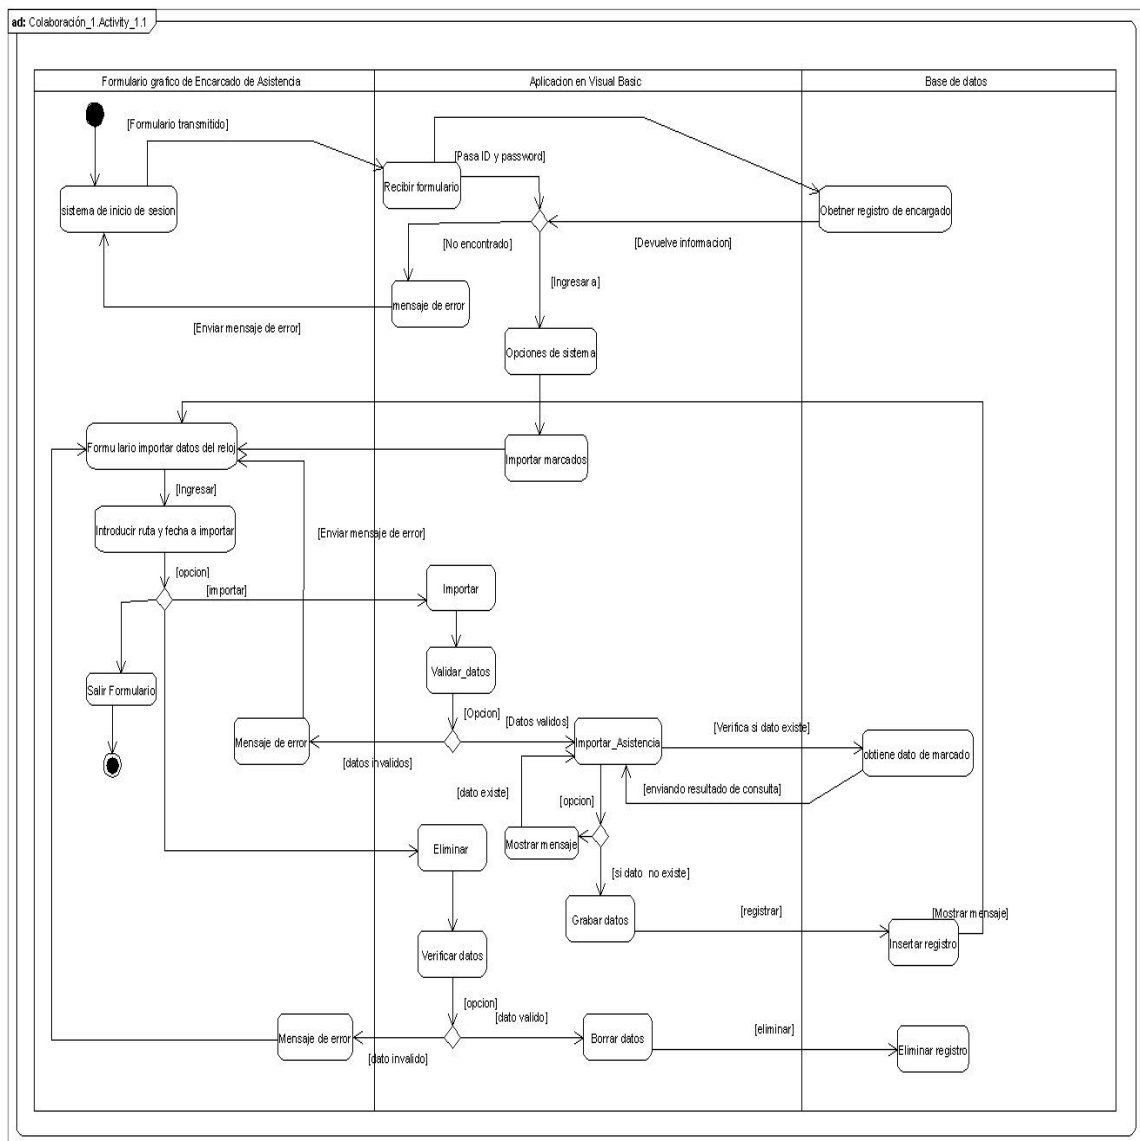 ad: Colaboración_1.Activity_1.1
Formulario grafico de Encarcado de Asistencia
Aplicacion en Visual Basic
Base de datos
[Formulario transmitido]
[Pasa ID y password]
Recibir formulario
sistema de inicio de sesion
Obetner registro de encargado
[No encontrado]
[Devuelve informacion]
[Ingresar a]
mensaje de error
[Enviar mensaje de error]
Opciones de sistema
Formulario importar datos del reloj
Importar marcados
[Ingresar]
Introducir ruta y fecha a importar
[Enviar mensaje de error]
[opcion]
[importar]
Importar
Validar_datos
Salir Formulario
[Opcion]
[Datos validos]
[Verifica si dato existe]
Mensaje de error
Importar_Asistencia
obtiene dato de marcado
[datos invalidos]
[dato existe]
[enviando resultado de consulta]
[opcion]
Eliminar
Mostrar mensaje
[si dato no existe]
Grabar datos
[registrar]
[Mostrar mensaje]
Insertar registro
Verificar datos
[opcion]
[dato valido]
Mensaje de error
Borrar datos
[eliminar]
Eliminar registro
[dato invalido]